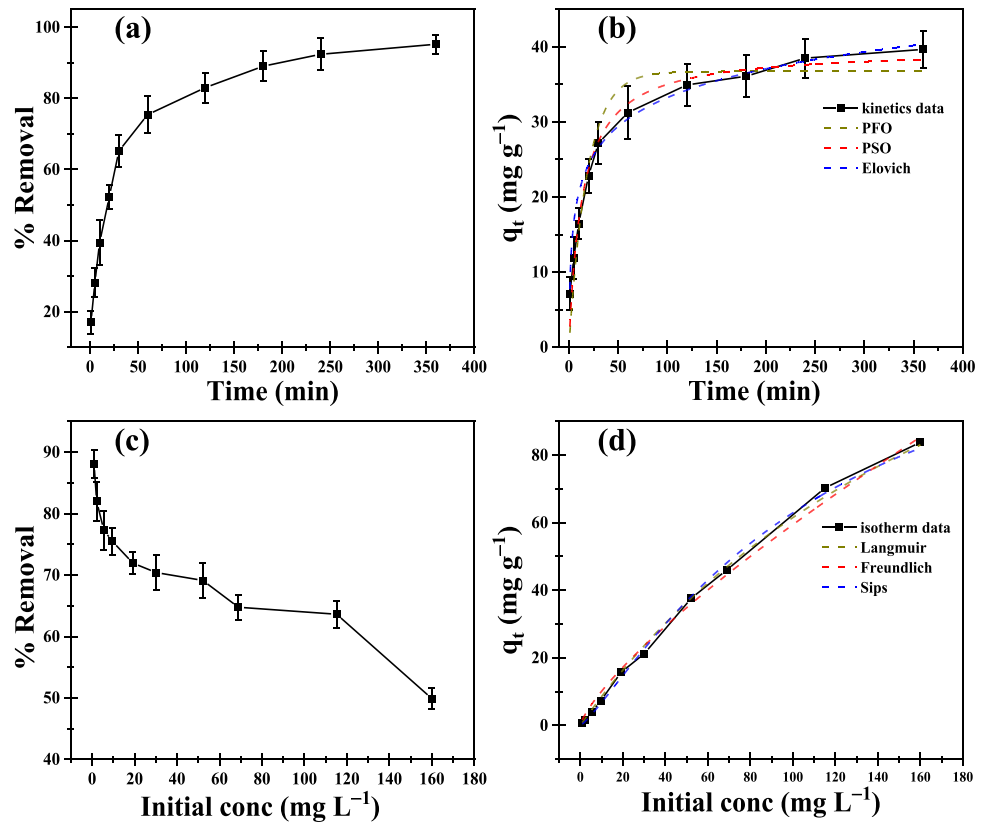 (a)
% Removal
100
80
60
40
20
0 50 100 150 200 250 300 350 400
Time (min)
(b)
qt (mg g−1)
40
30
20
10
0
kinetics data
PFO
PSO
Elovich
0 50 100 150 200 250 300 350 400
Time (min)
(c)
% Removal
90
80
70
60
50
40
0 20 40 60 80 100 120 140 160 180
Initial conc (mg L−1)
(d)
qt (mg g−1)
80
60
40
20
0
isotherm data
Langmuir
Freundlich
Sips
0 20 40 60 80 100 120 140 160 180
Initial conc (mg L−1)